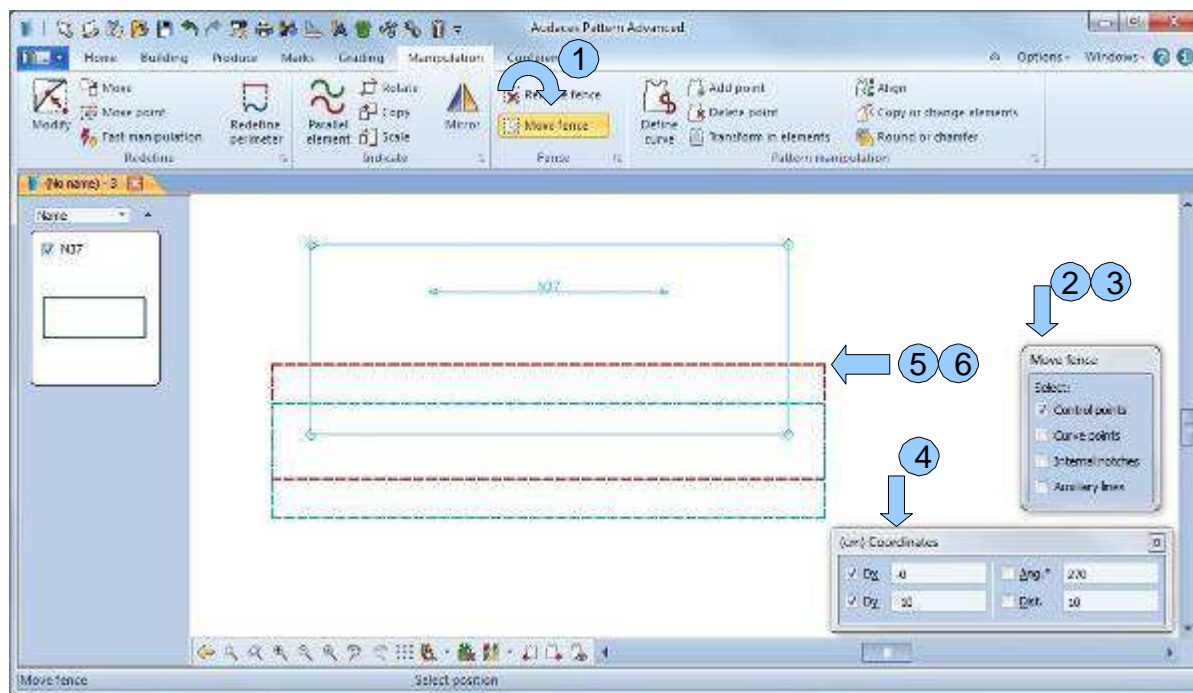 Audaces Pattern Advanced
Home Building Produce Marks Grading Manipulation
Options Windows
1
Modify
Move
Move point
Fast manipulation
Redefine
Redefine perimeter
Parallel element
Rotate
Copy
Scale
Indicate
Mirror
fence
Move fence
Fence
Define curve
Add point
Delete point
Transform in elements
Align
Copy or change elements
Round or chamfer
Pattern manipulation
(No name) - 3
Name
N37
N37
2 3
5 6
4
Move fence
Select:
Control points
Curve points
Internal notches
Auxiliary lines
(cm) Coordinates
Dx
Dy
Ang.° 270
Dist. 10
Move fence
Select position